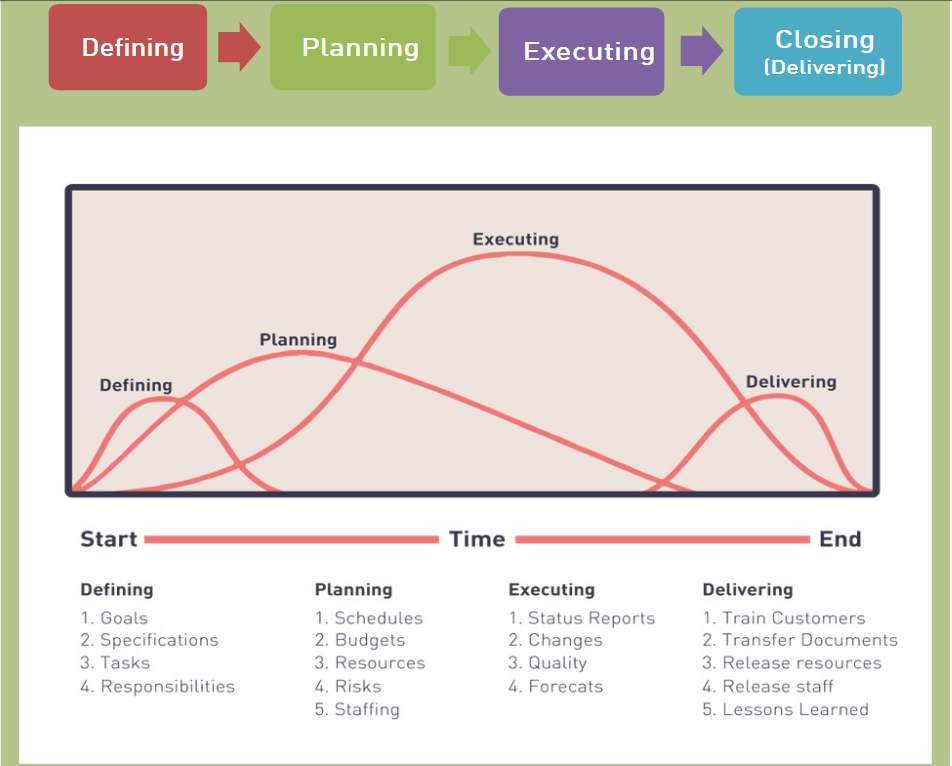 Defining
Planning
Executing
Closing
(Delivering)
Executing
Planning
Defining
Delivering
Start
Time
End
Defining
1. Goals
2. Specifications
3. Tasks
4. Responsibilities
Planning
1. Schedules
2. Budgets
3. Resources
4. Risks
5. Staffing
Executing
1. Status Reports
2. Changes
3. Quality
4. Forecats
Delivering
1. Train Customers
2. Transfer Documents
3. Release resources
4. Release staff
5. Lessons Learned